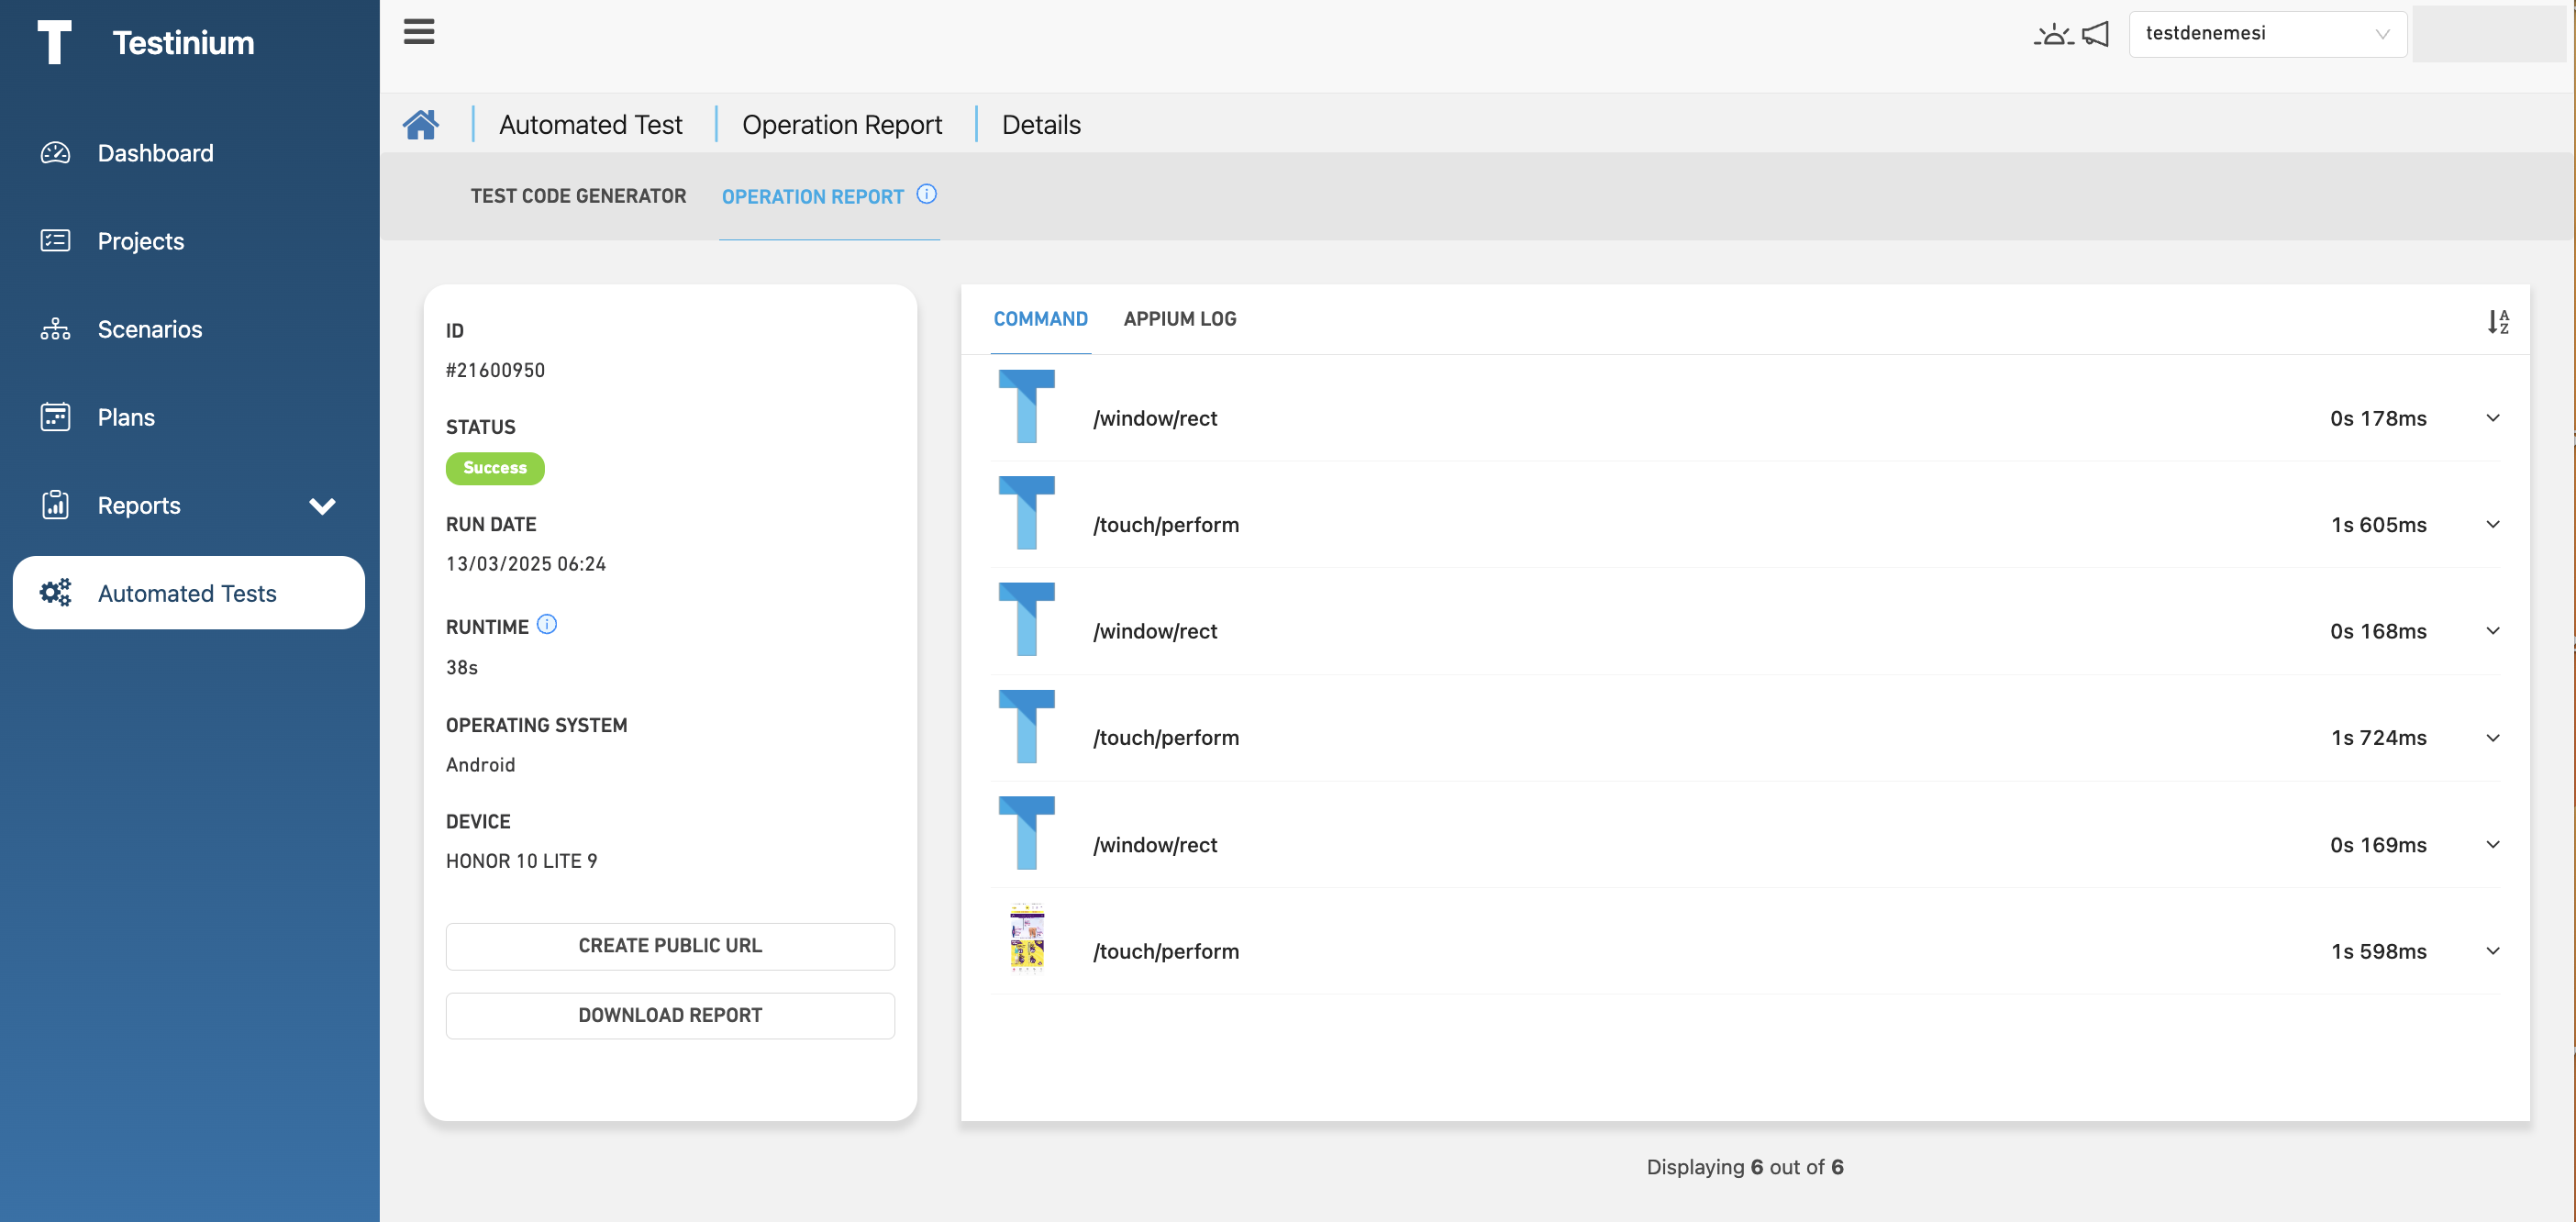 Testinium
Dashboard
Projects
Scenarios
Plans
Reports
Automated Tests
testdenemesi
Automated Test
Operation Report
Details
TEST CODE GENERATOR
OPERATION REPORT
ID
#21600950
STATUS
Success
RUN DATE
13/03/2025 06:24
RUNTIME
38s
OPERATING SYSTEM
Android
DEVICE
HONOR 10 LITE 9
CREATE PUBLIC URL
DOWNLOAD REPORT
COMMAND
APPIUM LOG
/window/rect 0s 178ms
/touch/perform 1s 605ms
/window/rect 0s 168ms
/touch/perform 1s 724ms
/window/rect 0s 169ms
/touch/perform 1s 598ms
Displaying 6 out of 6